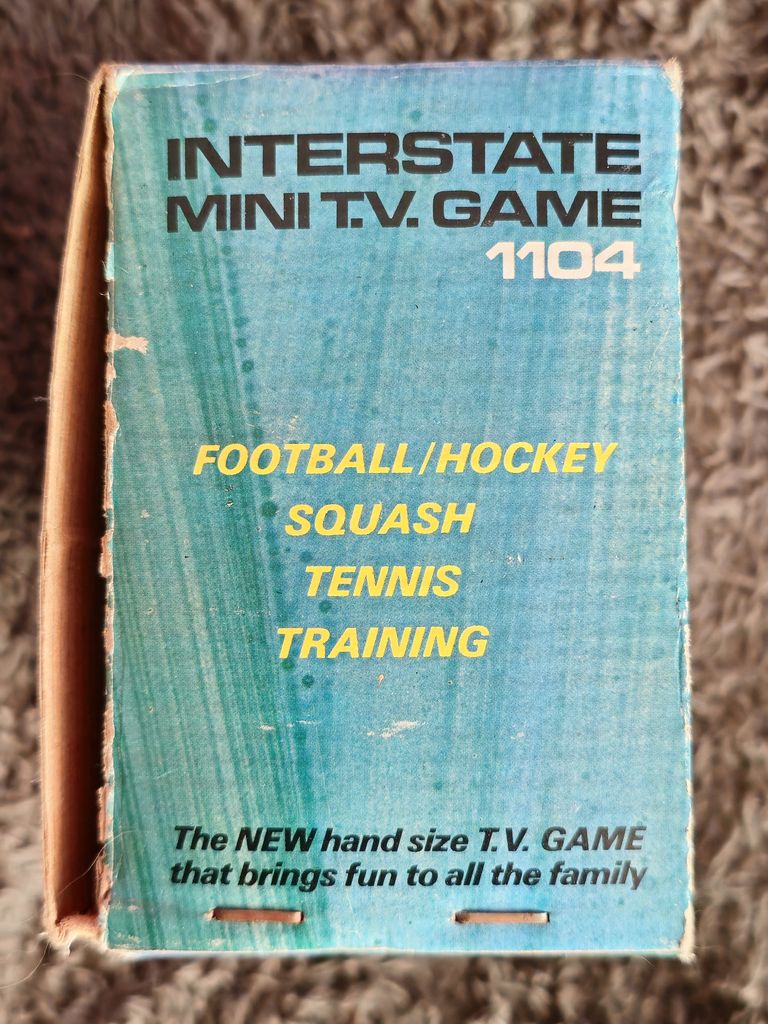 INTERSTATE
MINI T.V. GAME
1104
FOOTBALL/HOCKEY
SQUASH
TENNIS
TRAINING
The NEW hand size T.V. GAME
that brings fun to all the family